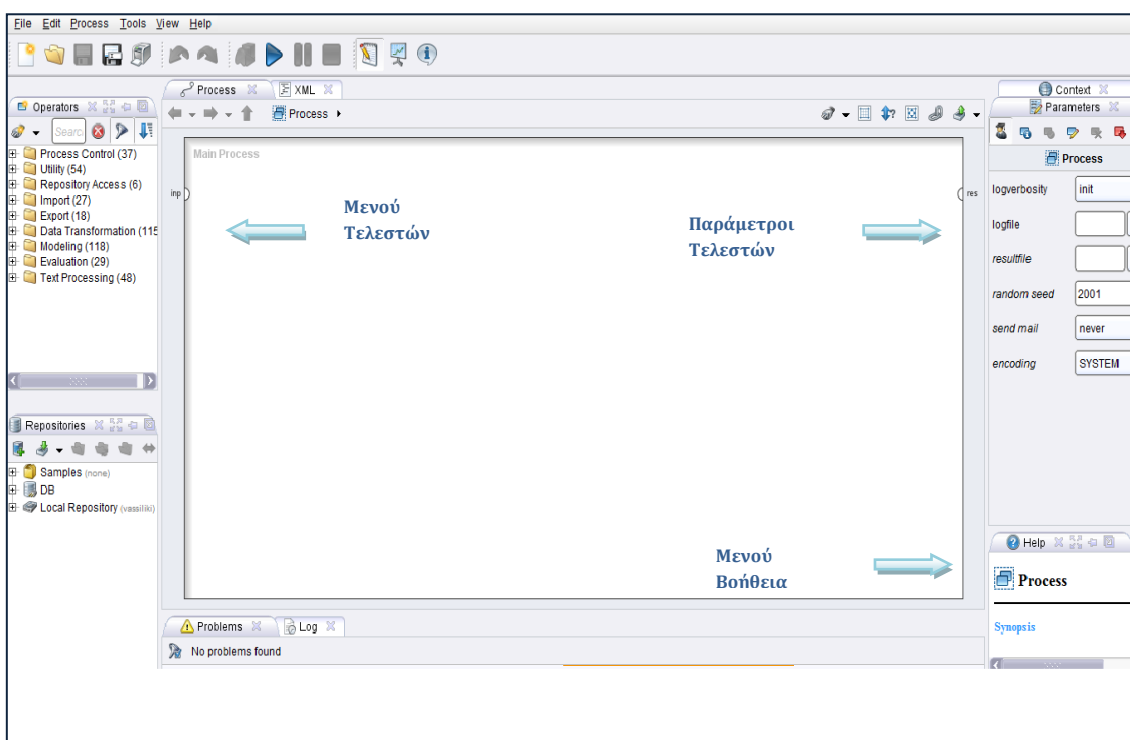 File Edit Process Tools View Help
Process
XML
Context
Operators
Parameters
Process
Process
Process Control (37)
Utility (54)
Repository Access (6)
Import (27)
Export (18)
Data Transformation (115
Modeling (118)
Evaluation (29)
Text Processing (48)
Main Process
inp
res
Μενού
Τελεστών
Παράμετροι
Τελεστών
logverbosity init
logfile
resultfile
random seed 2001
send mail never
encoding SYSTEM
Repositories
Samples (none)
DB
Local Repository (vassiliki)
Μενού
Βοήθεια
Help
Process
Synopsis
Problems
Log
No problems found